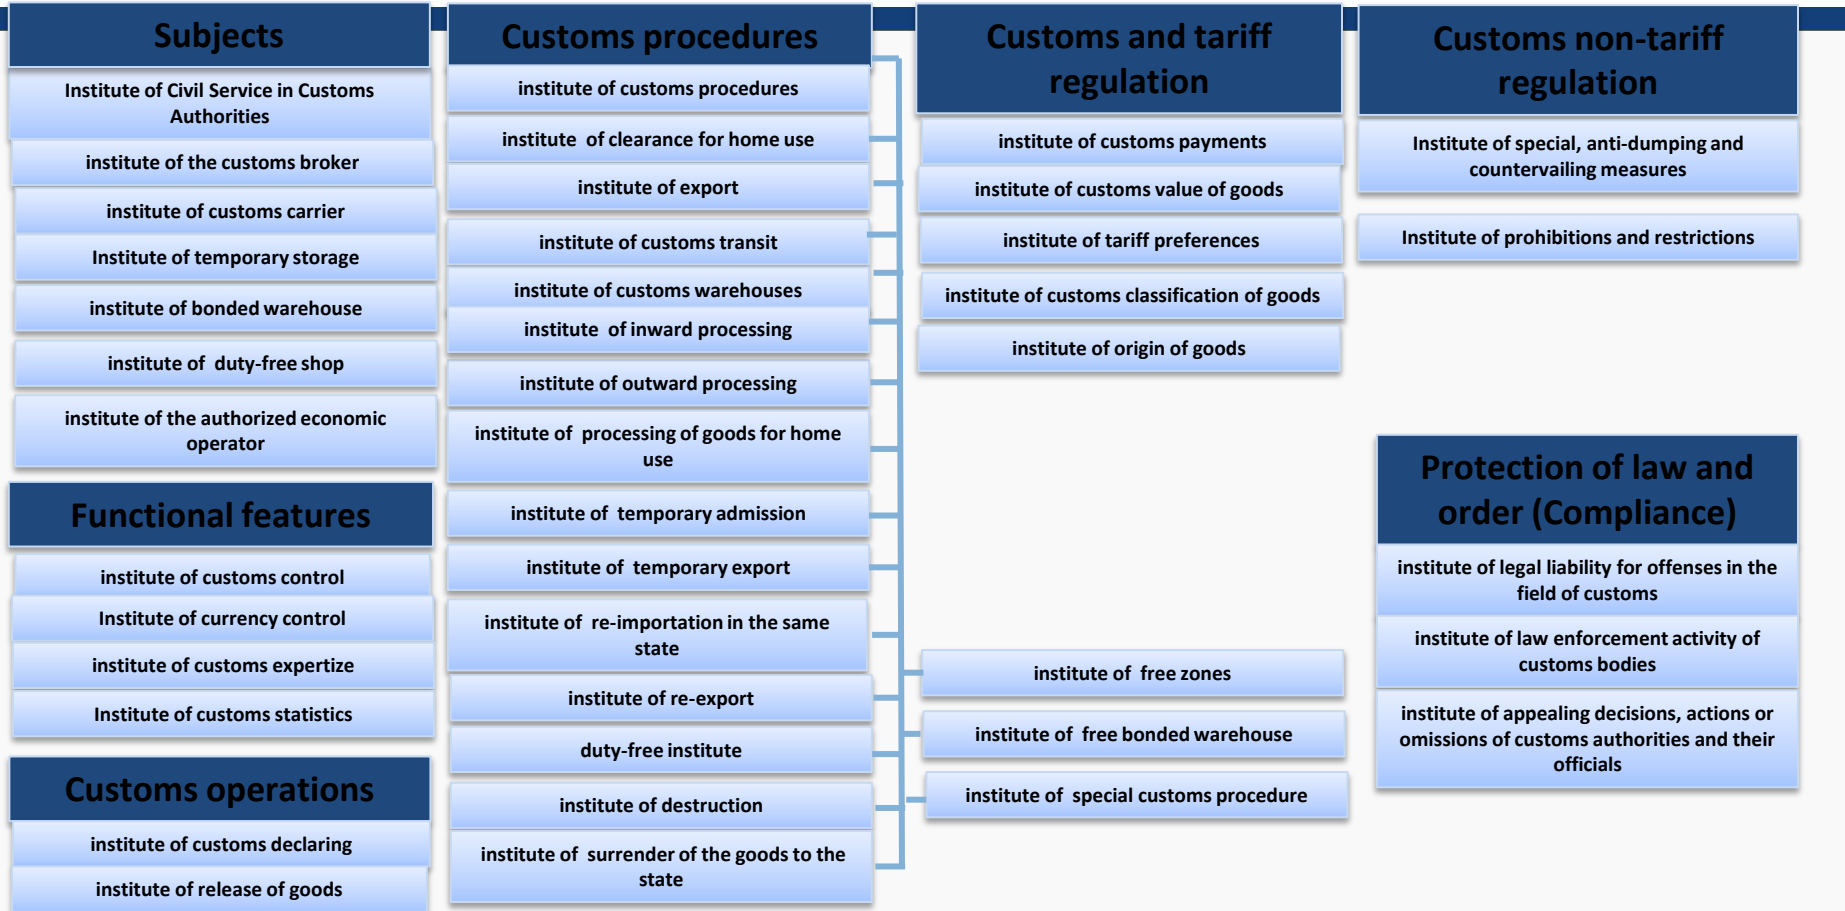 Subjects
Institute of Civil Service in Customs
Authorities
institute of the customs broker
institute of customs carrier
Institute of temporary storage
institute of bonded warehouse
institute of duty-free shop
institute of the authorized economic
operator
Functional features
institute of customs control
Institute of currency control
institute of customs expertize
Institute of customs statistics
Customs operations
institute of customs declaring
institute of release of goods
Customs procedures
institute of customs procedures
institute of clearance for home use
institute of export
institute of customs transit
institute of customs warehouses
institute of inward processing
institute of outward processing
institute of processing of goods for home
use
institute of temporary admission
institute of temporary export
institute of re-importation in the same
state
institute of re-export
duty-free institute
institute of destruction
institute of surrender of the goods to the
state
Customs and tariff
regulation
institute of customs payments
institute of customs value of goods
institute of tariff preferences
institute of customs classification of goods
institute of origin of goods
institute of free zones
institute of free bonded warehouse
institute of special customs procedure
Customs non-tariff
regulation
Institute of special, anti-dumping and
countervailing measures
Institute of prohibitions and restrictions
Protection of law and
order (Compliance)
institute of legal liability for offenses in the
field of customs
institute of law enforcement activity of
customs bodies
institute of appealing decisions, actions or
omissions of customs authorities and their
officials